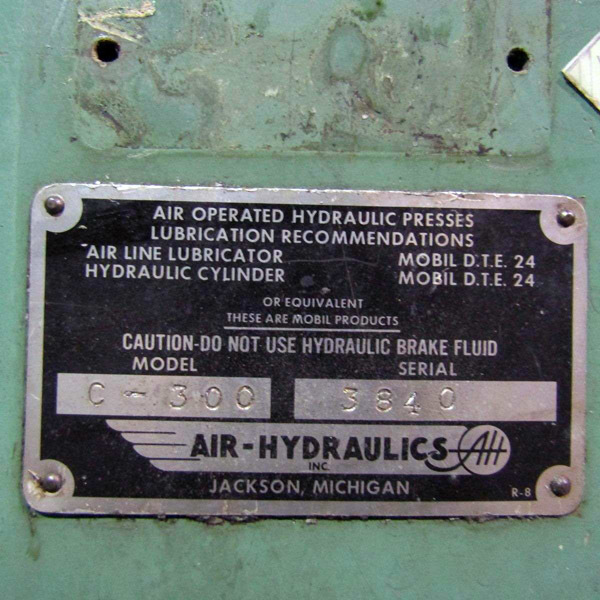 AIR OPERATED HYDRAULIC PRESSES
LUBRICATION RECOMMENDATIONS
AIR LINE LUBRICATOR MOBIL D.T.E. 24
HYDRAULIC CYLINDER MOBIL D.T.E. 24
OR EQUIVALENT
THESE ARE MOBIL PRODUCTS
CAUTION-DO NOT USE HYDRAULIC BRAKE FLUID
MODEL SERIAL
C-300 3840
AIR-HYDRAULICS AH
INC.
JACKSON, MICHIGAN
R-8